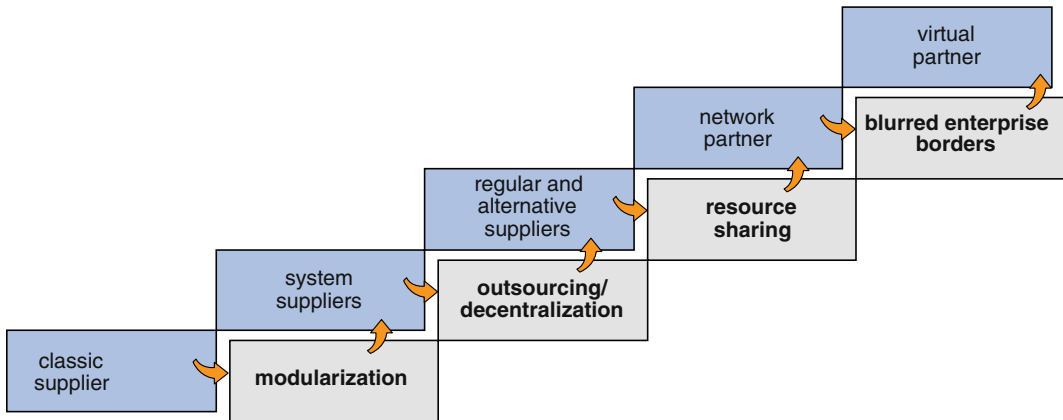 virtual
partner
network
partner
blurred enterprise
borders
regular and
alternative
suppliers
resource
sharing
system
suppliers
outsourcing/
decentralization
classic
supplier
modularization